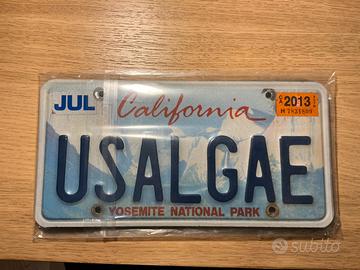 JUL
California
2013
USALGAE
YOSEMITE NATIONAL PARK
subito